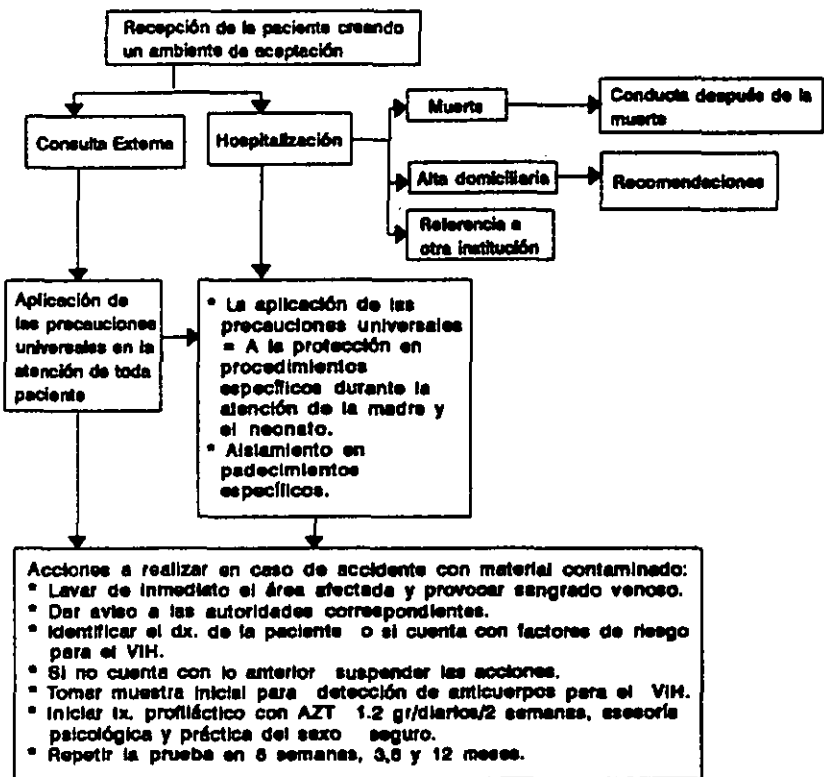 Recepción de la paciente creando
un ambiente de aceptación
Muerte
Conducta después de la
muerte
Consulta Externa
Hospitalización
Alta domiciliaria
Recomendaciones
Referencia a
otra institución
Aplicación de
las precauciones
universales en la
atención de toda
paciente
* La aplicación de las
precauciones universales
= A la protección en
procedimientos
específicos durante la
atención de la madre y
el neonato.
* Aislamiento en
padecimientos
específicos.
Acciones a realizar en caso de accidente con material contaminado:
* Lavar de inmediato el área afectada y provocar sangrado venoso.
* Dar aviso a las autoridades correspondientes.
* Identificar el dx. de la paciente o si cuenta con factores de riesgo
para el VIH.
* Si no cuenta con lo anterior suspender las acciones.
* Tomar muestra inicial para detección de anticuerpos para el VIH.
* Iniciar tx. profiláctico con AZT 1.2 gr/diarios/2 semanas, asesoría
psicológica y práctica del sexo seguro.
* Repetir la prueba en semanas, y 12 meses.